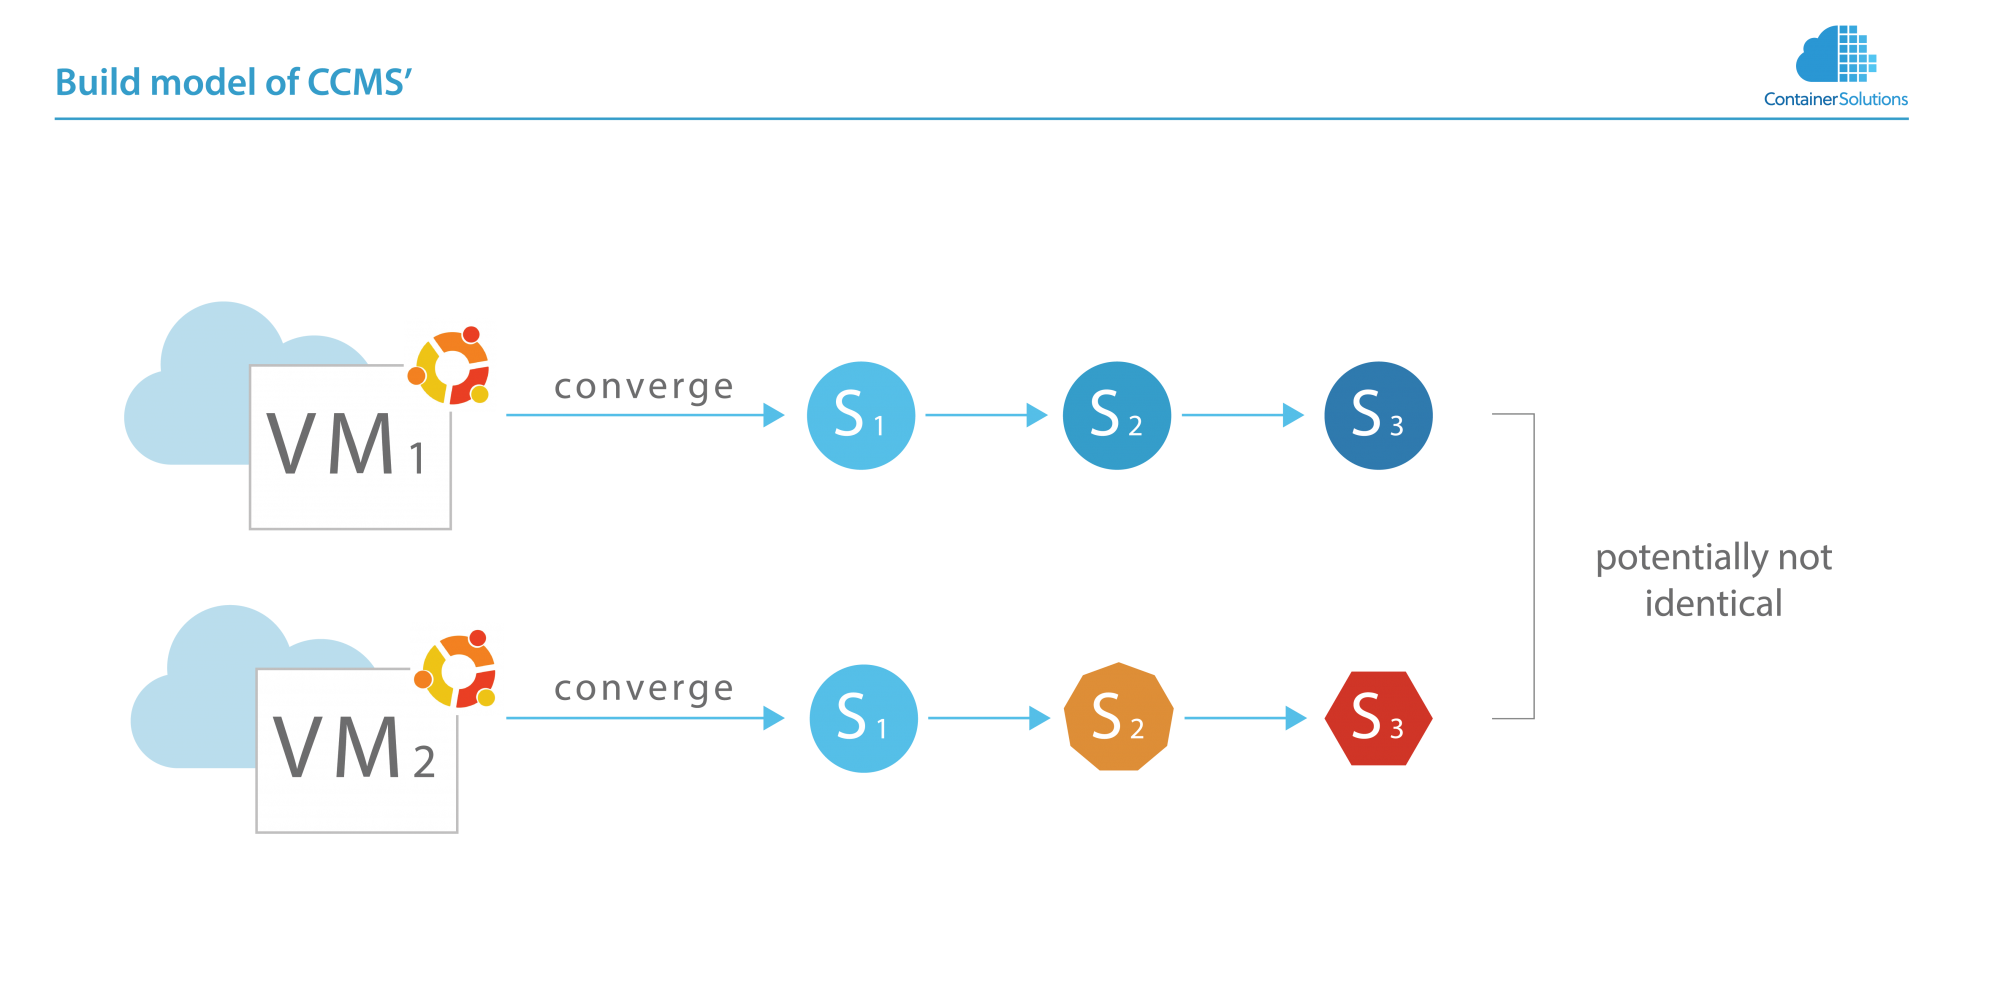 Build model of CCMS’
ContainerSolutions
VM1
converge
S1
S2
S3
potentially not
identical
VM2
converge
S1
S2
S3